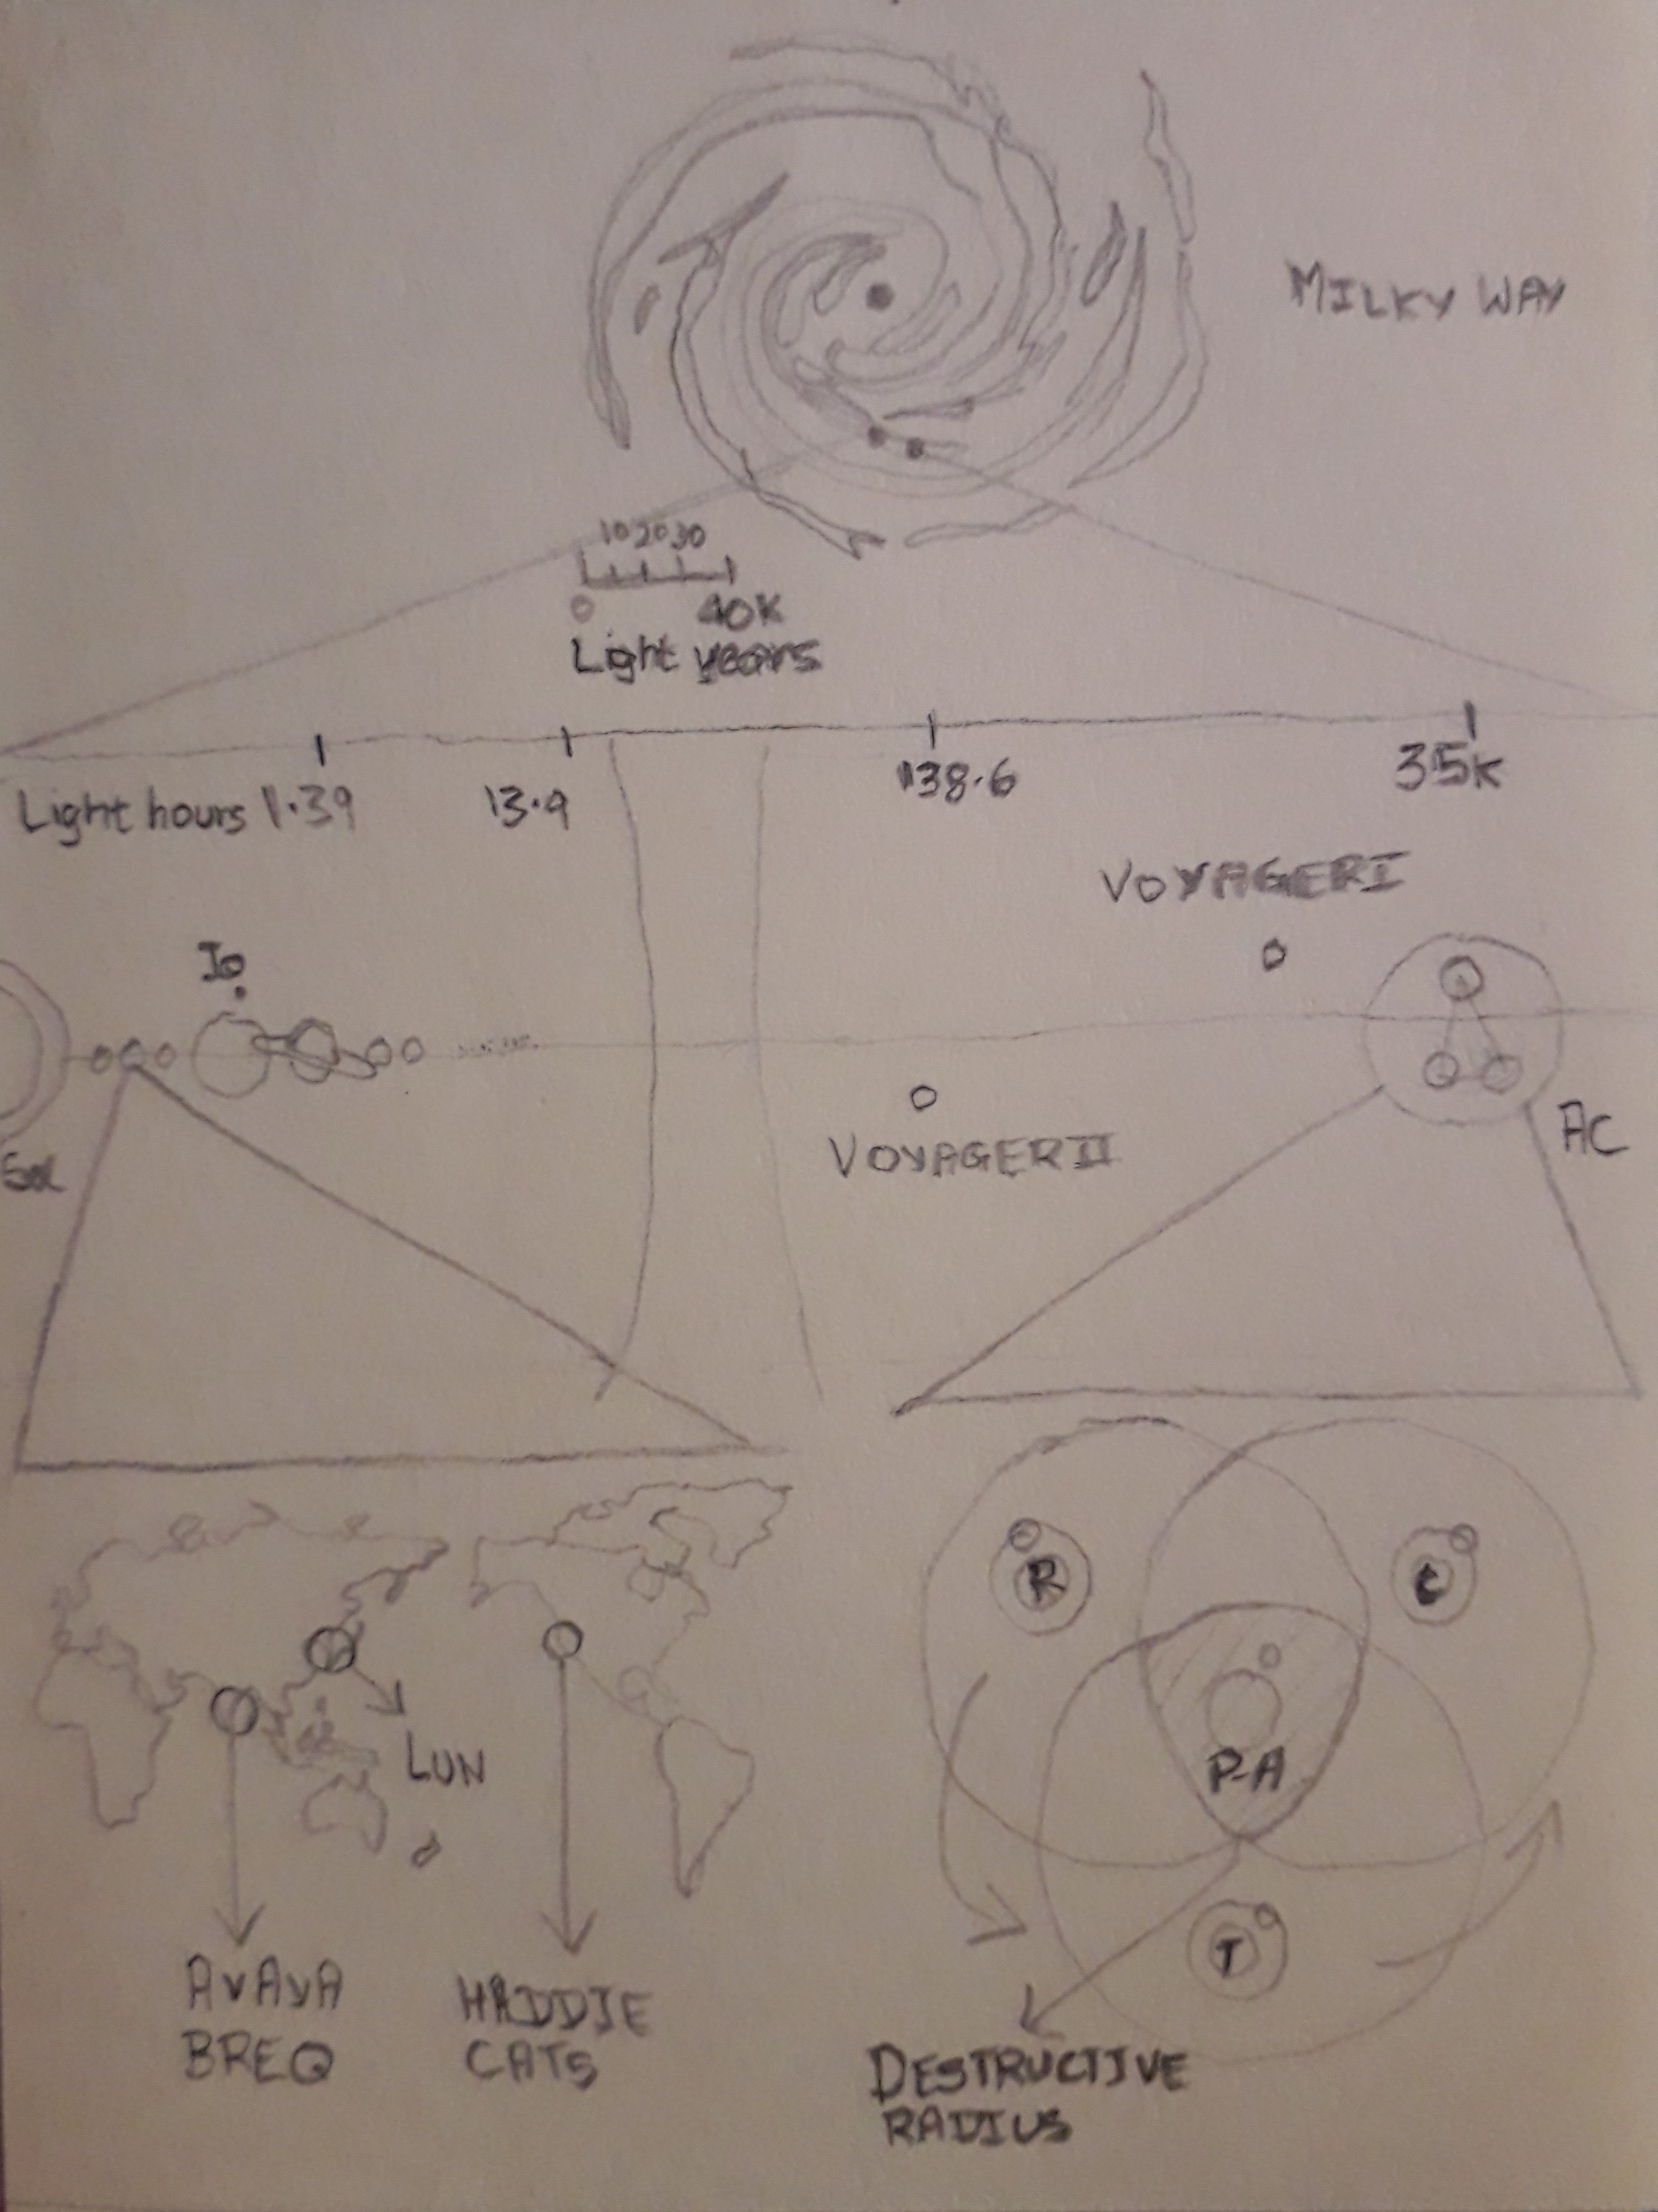 MILKY WAY
10 20 30
0 40K
Light years
Light hours 1.39 13.9 138.6 35K
VOYAGER I
Io
VOYAGER II
Sol
AC
R
C
P-A
LUN
T
AVAYA
BREQ
HADDIE
CATS
DESTRUCTIVE
RADIUS